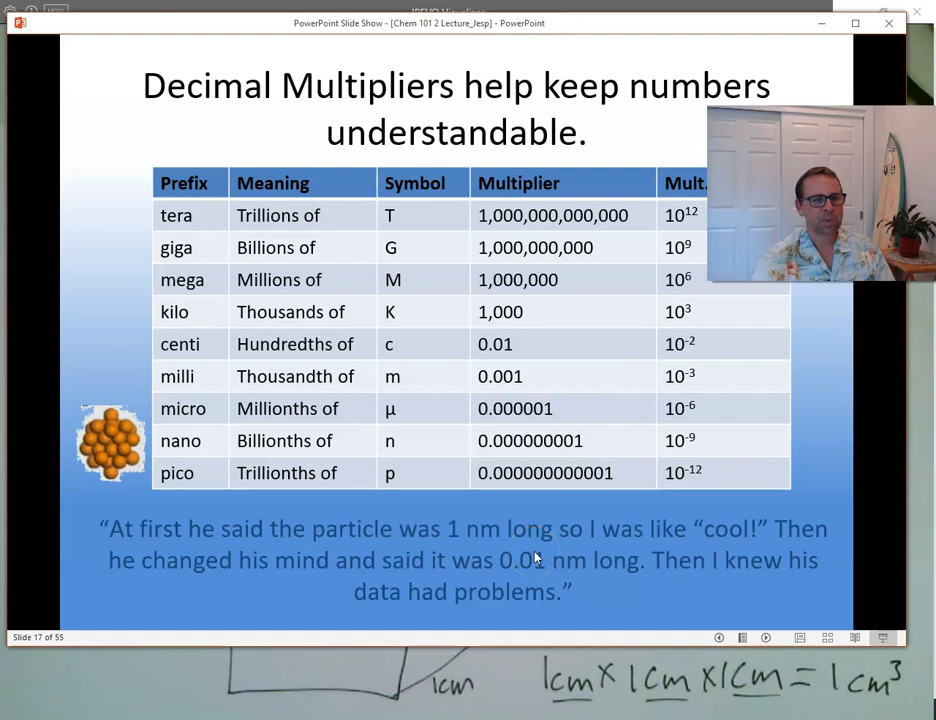 PowerPoint Slide Show - [Chem 101 2 Lecture_Jesp] - PowerPoint
Decimal Multipliers help keep numbers
understandable.
Prefix Meaning Symbol Multiplier Mult.
tera Trillions of T 1,000,000,000,000 10¹²
giga Billions of G 1,000,000,000 10⁹
mega Millions of M 1,000,000 10⁶
kilo Thousands of K 1,000 10³
centi Hundredths of c 0.01 10⁻²
milli Thousandth of m 0.001 10⁻³
micro Millionths of µ 0.000001 10⁻⁶
nano Billionths of n 0.000000001 10⁻⁹
pico Trillionths of p 0.000000000001 10⁻¹²
“At first he said the particle was 1 nm long so I was like “cool!” Then
he changed his mind and said it was 0.01 nm long. Then I knew his
data had problems.”
Slide 17 of 55
1cm 1cm x 1cm x 1cm = 1cm³